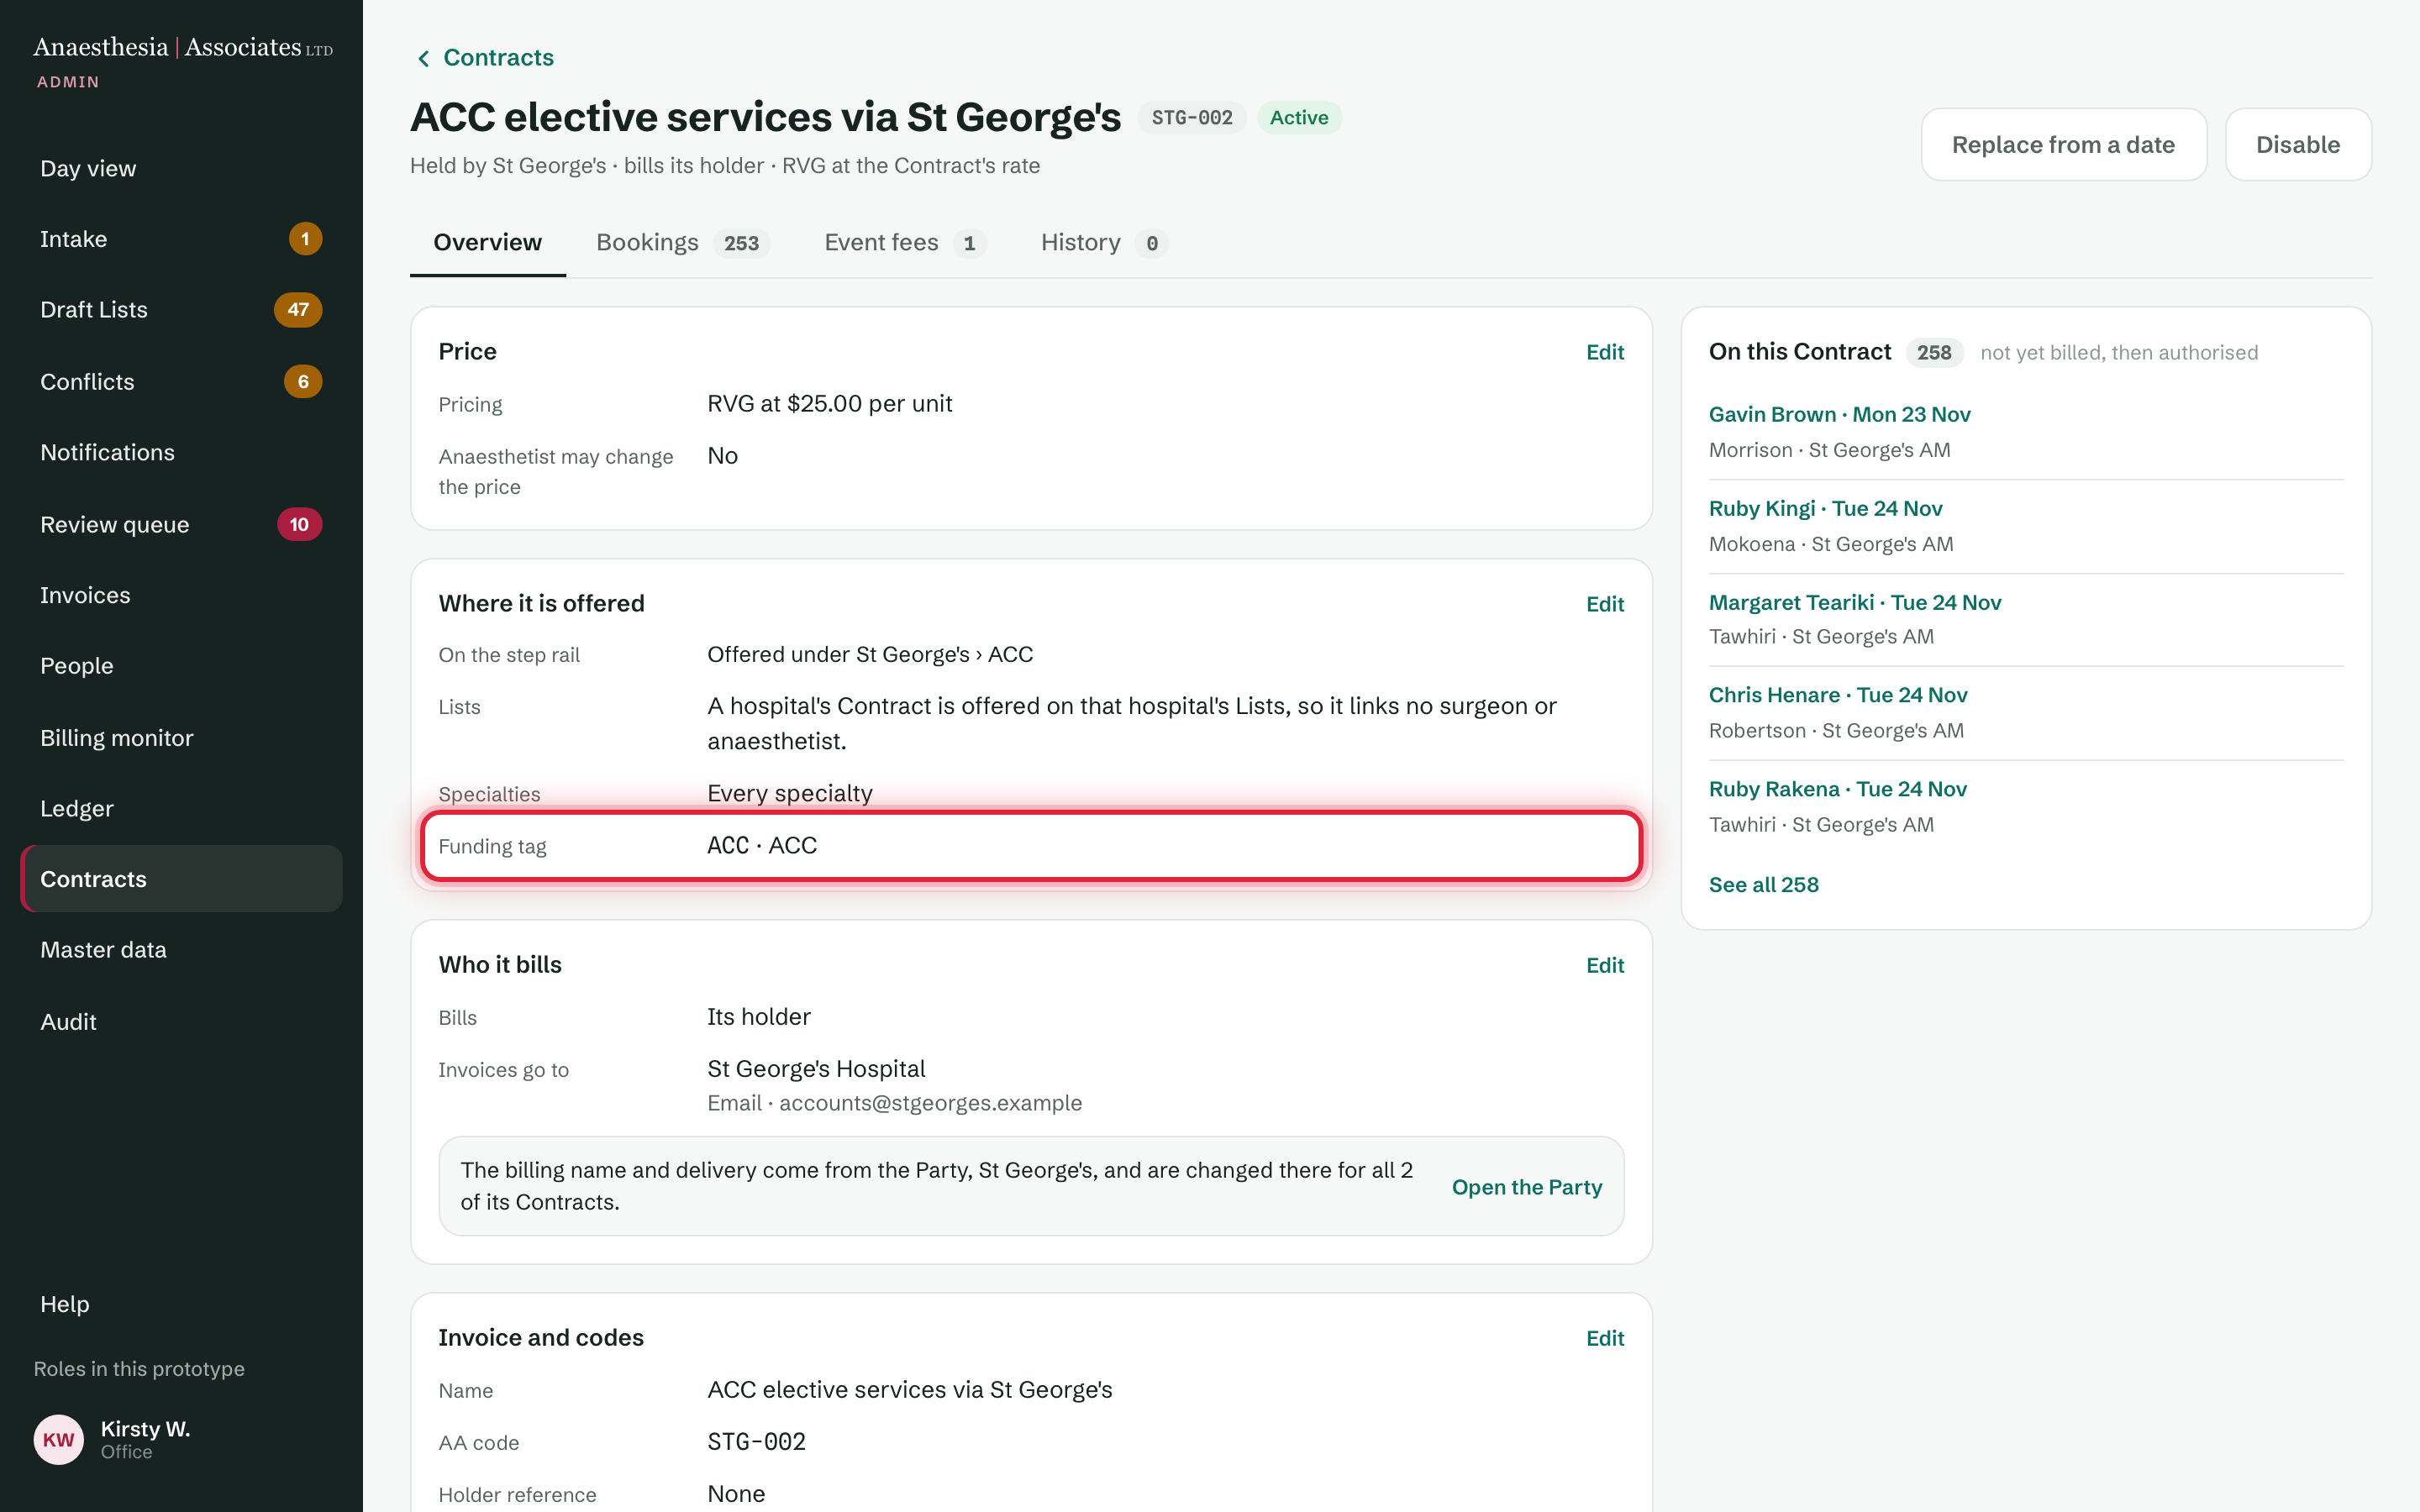 Anaesthesia | Associates LTD
ADMIN
Day view
Intake 1
Draft Lists 47
Conflicts 6
Notifications
Review queue 10
Invoices
People
Billing monitor
Ledger
Contracts
Master data
Audit
Help
Roles in this prototype
KW
Kirsty W.
Office
Contracts
ACC elective services via St George's STG-002 Active
Held by St George's · bills its holder · RVG at the Contract's rate
Replace from a date
Disable
Overview
Bookings 253
Event fees 1
History 0
Price
Edit
Pricing RVG at $25.00 per unit
Anaesthetist may change No
the price
Where it is offered
Edit
On the step rail Offered under St George's › ACC
Lists A hospital's Contract is offered on that hospital's Lists, so it links no surgeon or
anaesthetist.
Specialties Every specialty
Funding tag ACC · ACC
Who it bills
Edit
Bills Its holder
Invoices go to St George's Hospital
Email · accounts@stgeorges.example
The billing name and delivery come from the Party, St George's, and are changed there for all 2
of its Contracts.
Open the Party
Invoice and codes
Edit
Name ACC elective services via St George's
AA code STG-002
Holder reference None
On this Contract 258 not yet billed, then authorised
Gavin Brown · Mon 23 Nov
Morrison · St George's AM
Ruby Kingi · Tue 24 Nov
Mokoena · St George's AM
Margaret Teariki · Tue 24 Nov
Tawhiri · St George's AM
Chris Henare · Tue 24 Nov
Robertson · St George's AM
Ruby Rakena · Tue 24 Nov
Tawhiri · St George's AM
See all 258